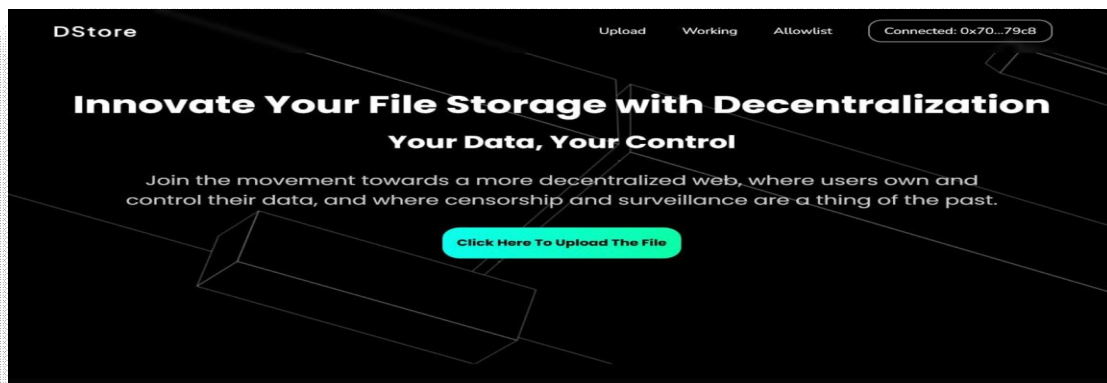 DStore
Upload
Working
Allowlist
Connected: 0x70...79c8
Innovate Your File Storage with Decentralization
Your Data, Your Control
Join the movement towards a more decentralized web, where users own and
control their data, and where censorship and surveillance are a thing of the past.
Click Here To Upload The File